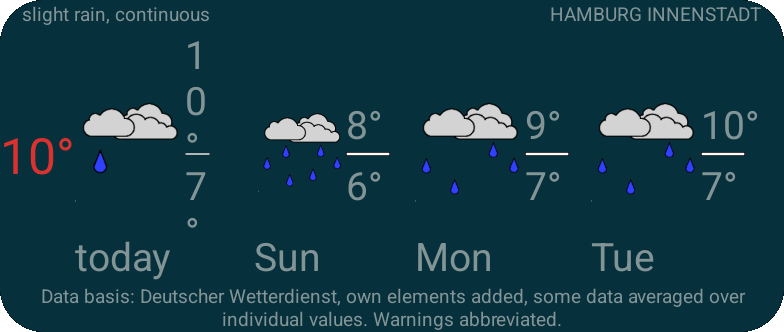 slight rain, continuous
HAMBURG INNENSTADT
10°
1
0
°
7
°
8°
6°
9°
7°
10°
7°
today
Sun
Mon
Tue
Data basis: Deutscher Wetterdienst, own elements added, some data averaged over
individual values. Warnings abbreviated.